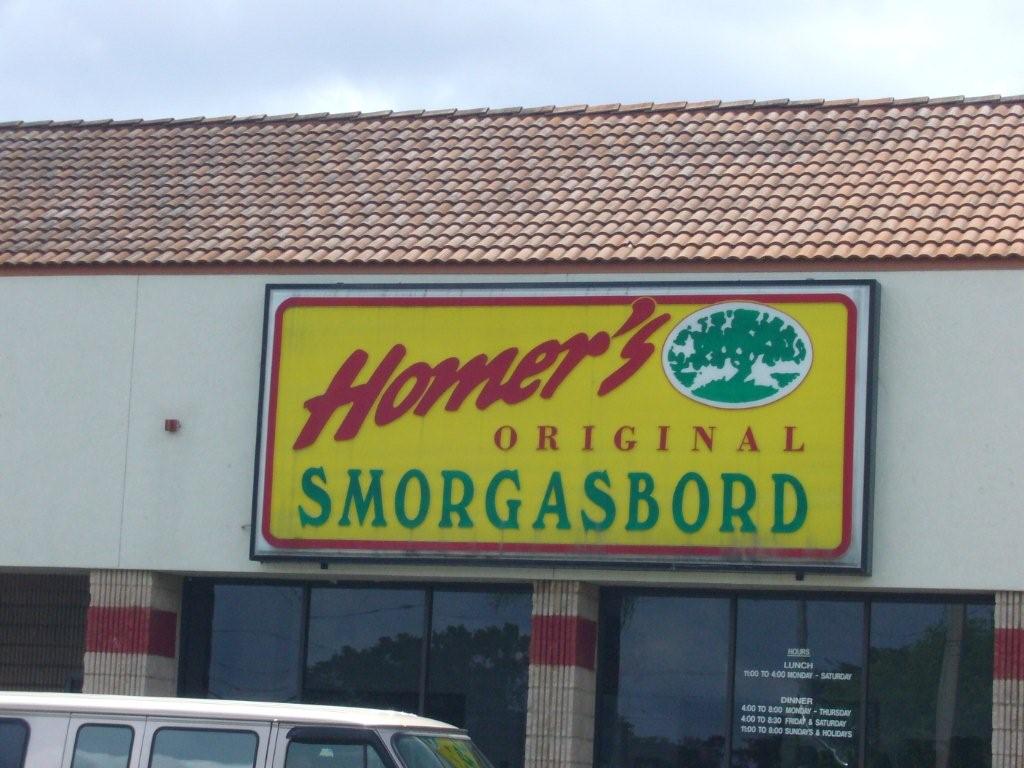 Homer's
ORIGINAL
SMORGASBORD
HOURS
LUNCH
11:00 TO 4:00 MONDAY - SATURDAY
DINNER
4:00 TO 8:00 MONDAY - THURSDAY
4:00 TO 8:30 FRIDAY & SATURDAY
11:00 TO 8:00 SUNDAYS & HOLIDAYS